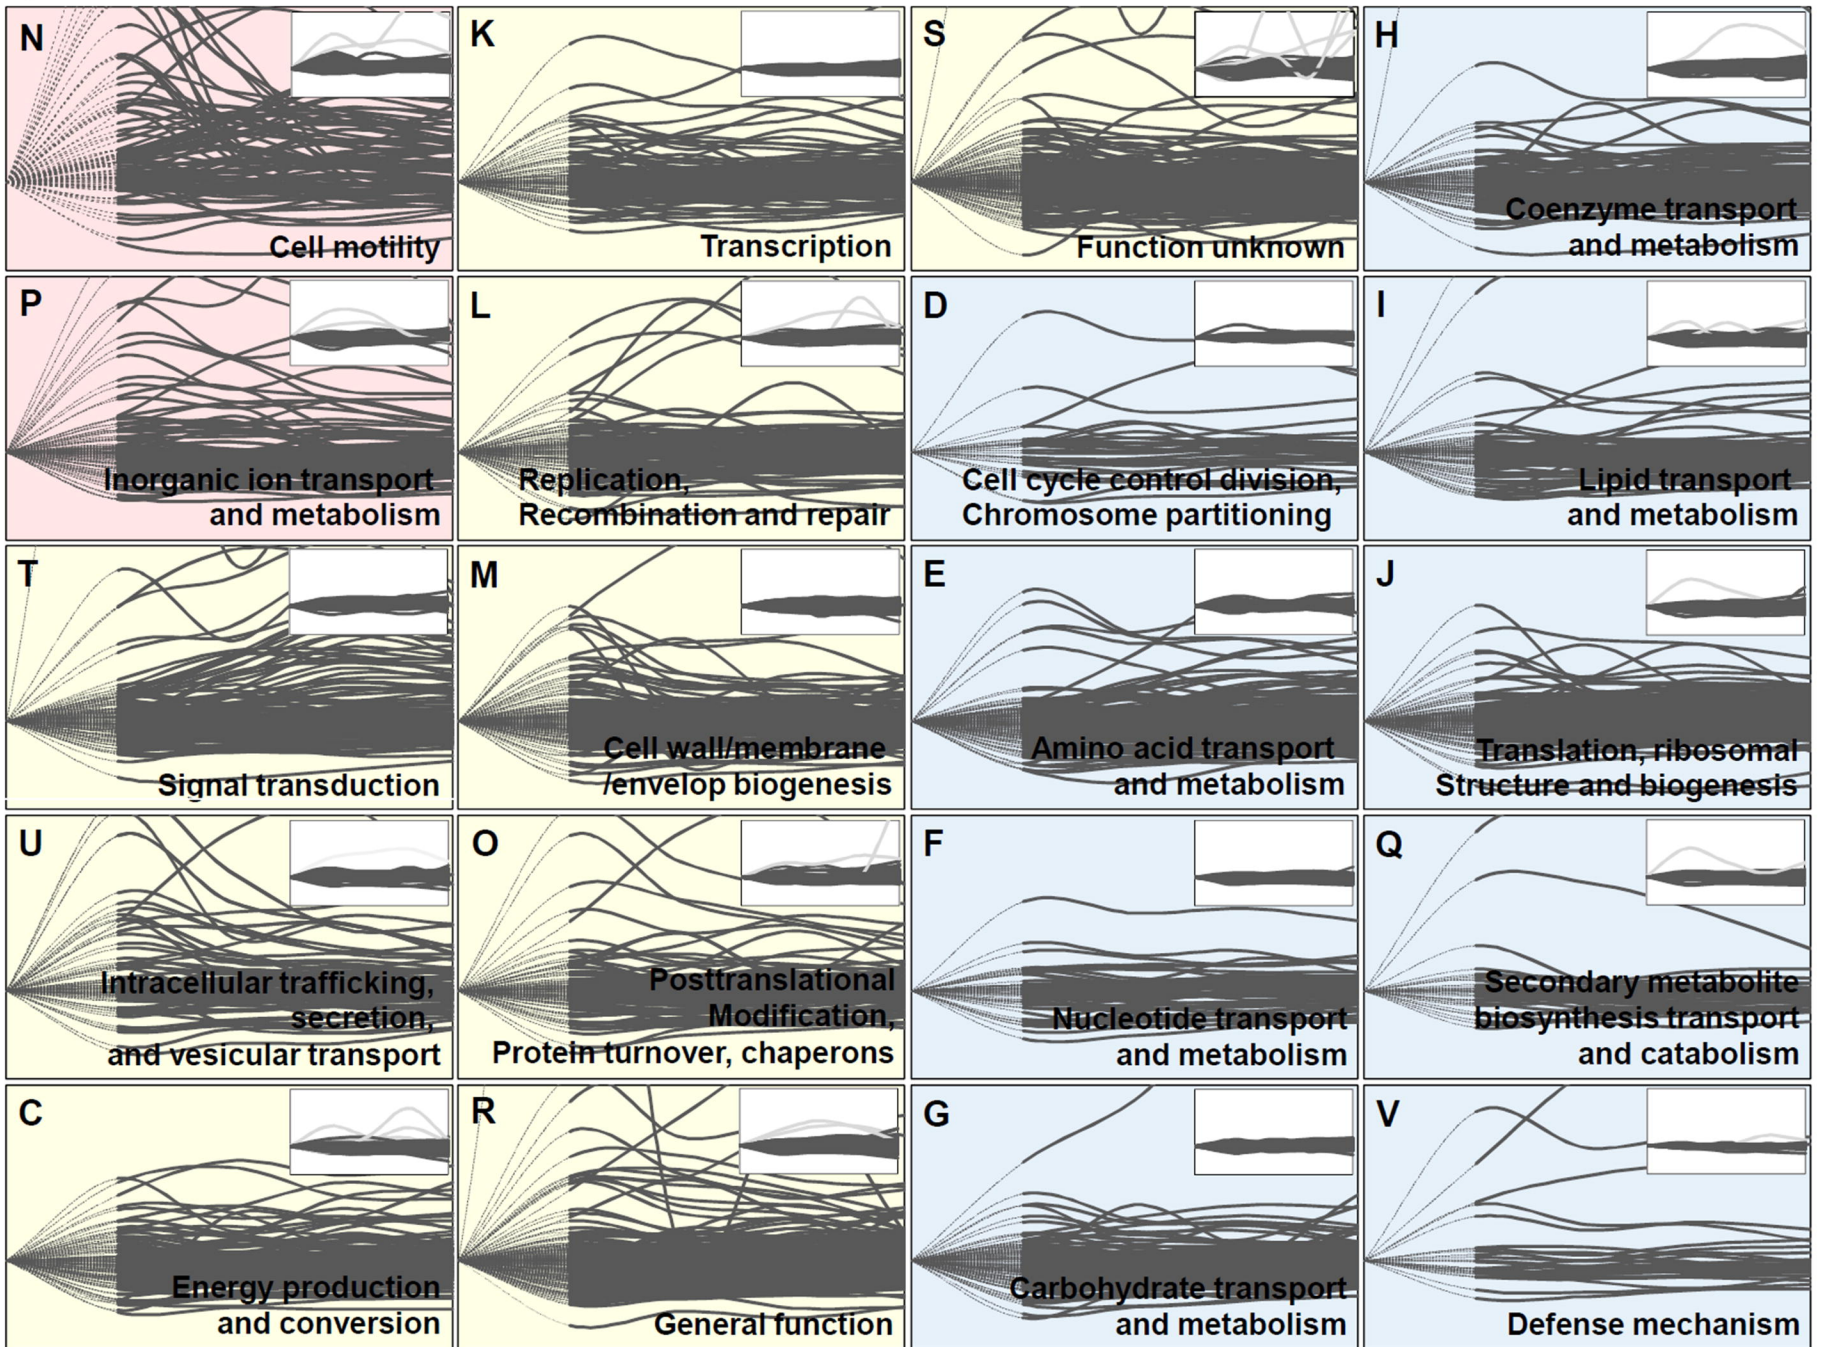 N
Cell motility
K
Transcription
S
Function unknown
H
Coenzyme transport
and metabolism
P
Inorganic ion transport
and metabolism
L
Replication,
Recombination and repair
D
Cell cycle control division,
Chromosome partitioning
I
Lipid transport
and metabolism
T
Signal transduction
M
Cell wall/membrane
/envelop biogenesis
E
Amino acid transport
and metabolism
J
Translation, ribosomal
Structure and biogenesis
U
Intracellular trafficking,
secretion,
and vesicular transport
O
Posttranslational
Modification,
Protein turnover, chaperons
F
Nucleotide transport
and metabolism
Q
Secondary metabolite
biosynthesis transport
and catabolism
C
Energy production
and conversion
R
General function
G
Carbohydrate transport
and metabolism
V
Defense mechanism